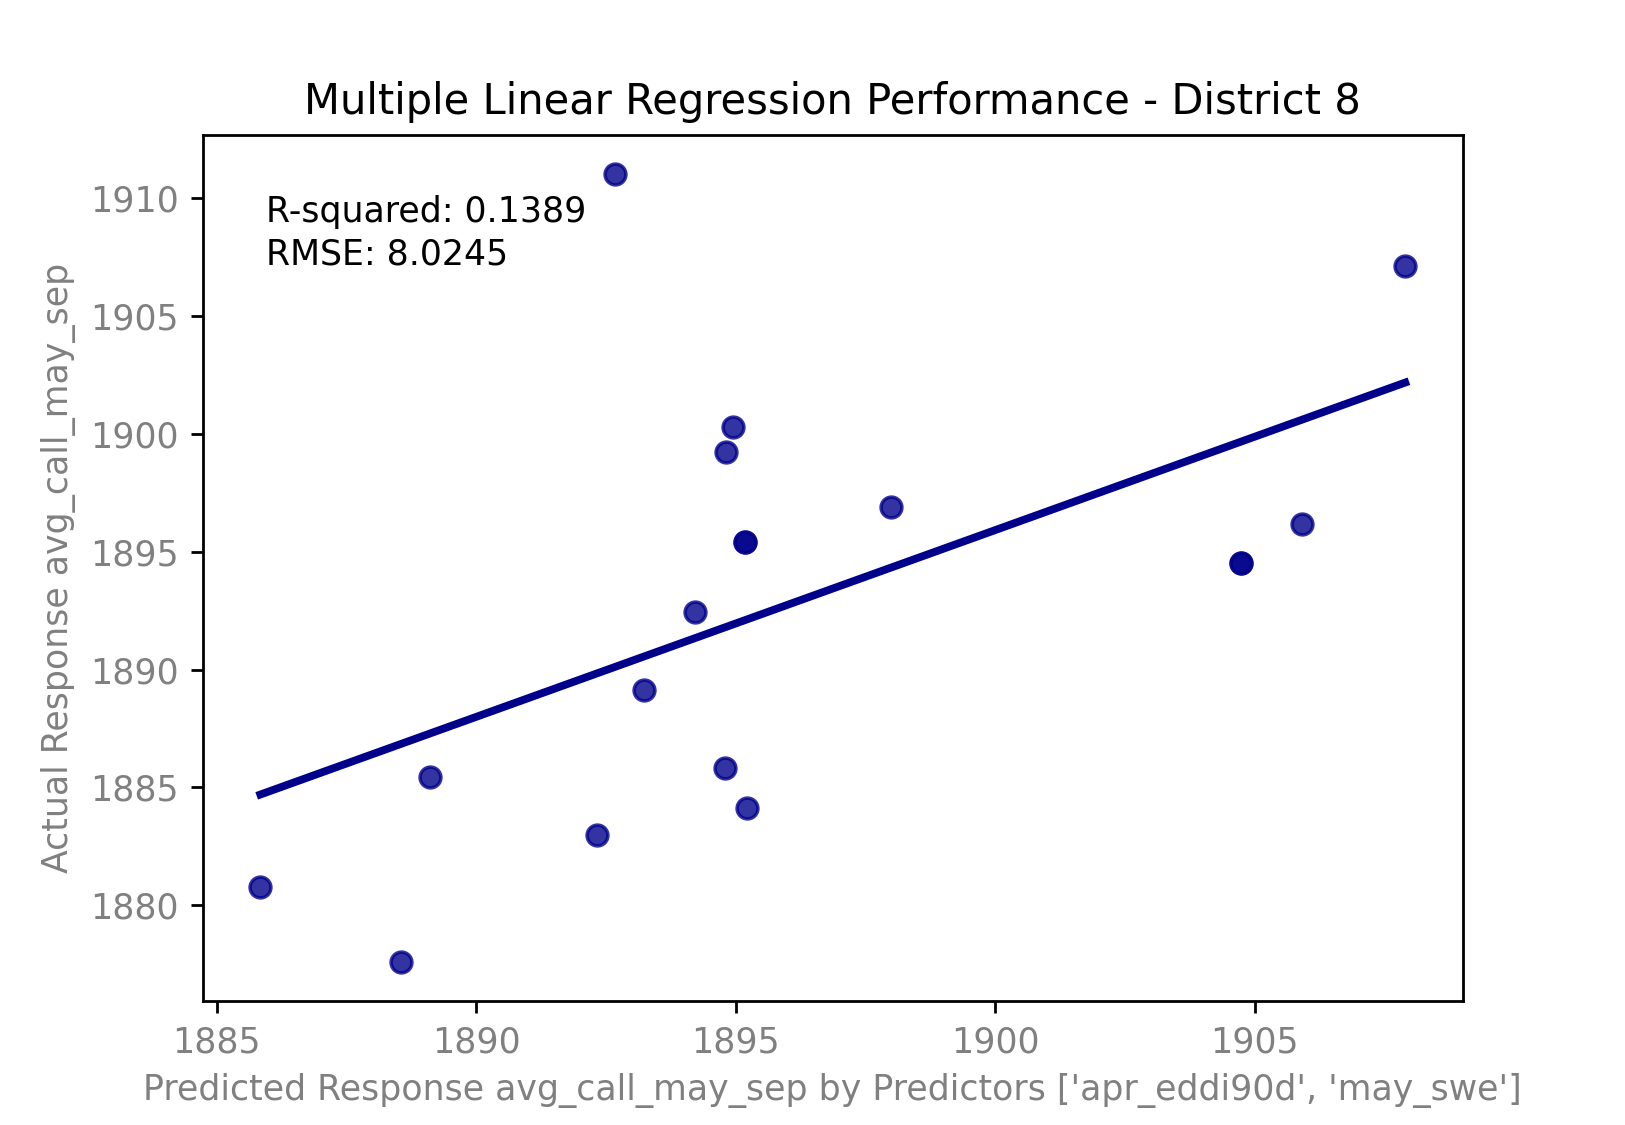 Multiple Linear Regression Performance - District 8
R-squared: 0.1389
RMSE: 8.0245
Actual Response avg_call_may_sep
1910
1905
1900
1895
1890
1885
1880
1885 1890 1895 1900 1905
Predicted Response avg_call_may_sep by Predictors ['apr_eddi90d', 'may_swe']